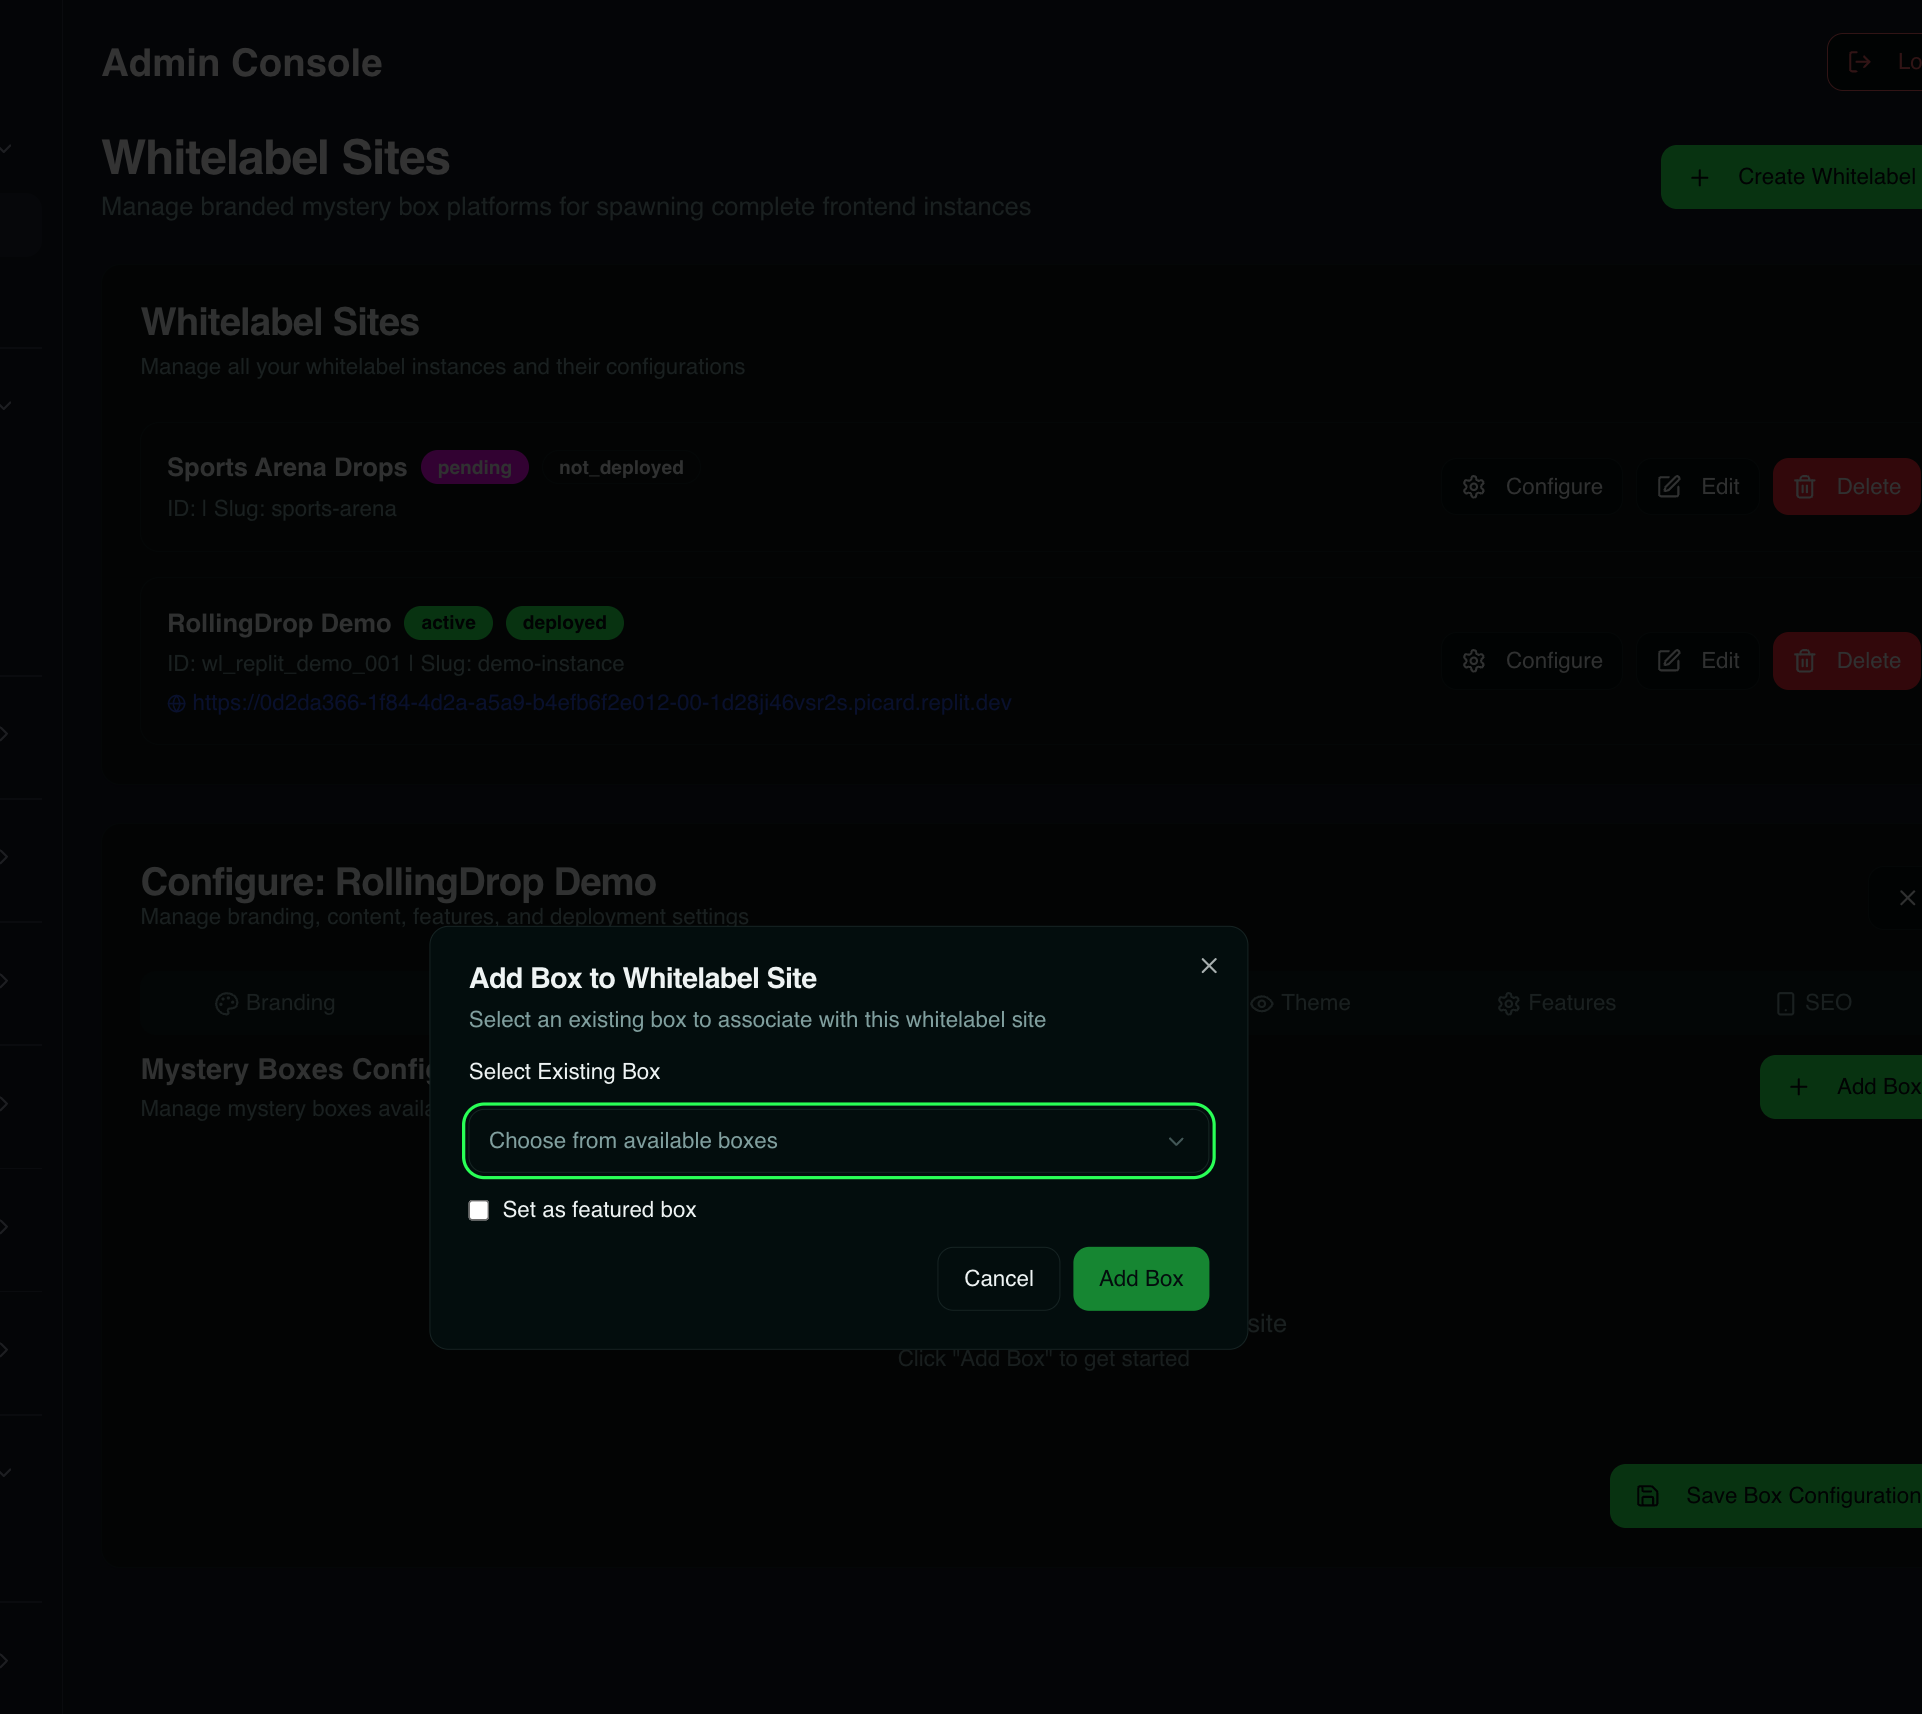 Admin Console
Whitelabel Sites
Manage branded mystery box platforms for spawning complete frontend instances
Create Whitelabel
Whitelabel Sites
Manage all your whitelabel instances and their configurations
Sports Arena Drops pending not_deployed
ID: | Slug: sports-arena
Configure Edit Delete
RollingDrop Demo active deployed
ID: wl_replit_demo_001 | Slug: demo-instance
https://0d2da366-1f84-4d2a-a5a9-b4efb6f2e012-00-1d28ji46vsr2s.picard.replit.dev
Configure Edit Delete
Configure: RollingDrop Demo
Manage branding, content, features, and deployment settings
Branding Theme Features SEO
Mystery Boxes
Manage mystery boxes
Add Box
Add Box to Whitelabel Site
Select an existing box to associate with this whitelabel site
Select Existing Box
Choose from available boxes
Set as featured box
Cancel Add Box
site
Click "Add Box" to get started
Save Box Configuration